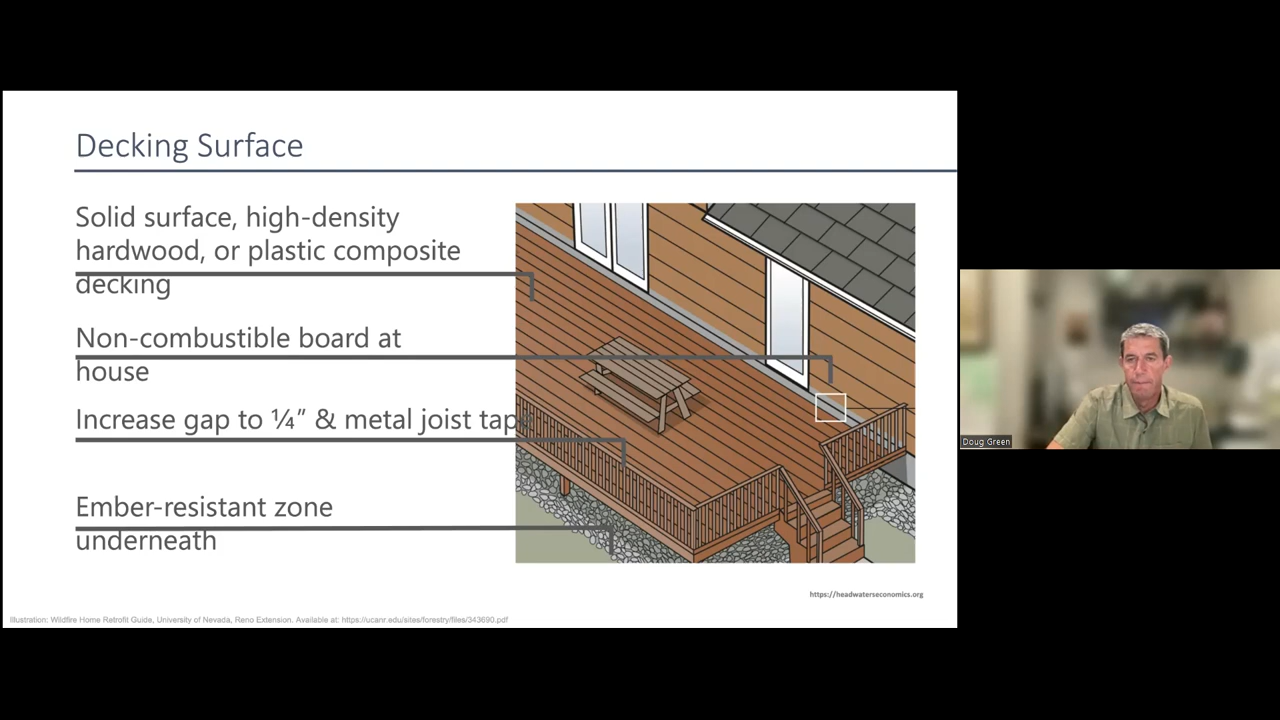 Decking Surface
Solid surface, high-density
hardwood, or plastic composite
decking
Non-combustible board at
house
Increase gap to ¼” & metal joist tape
Ember-resistant zone
underneath
https://headwaterseconomics.org
Illustration: Wildfire Home Retrofit Guide, University of Nevada, Reno Extension. Available at: https://ucanr.edu/sites/forestry/files/343690.pdf
Doug Green